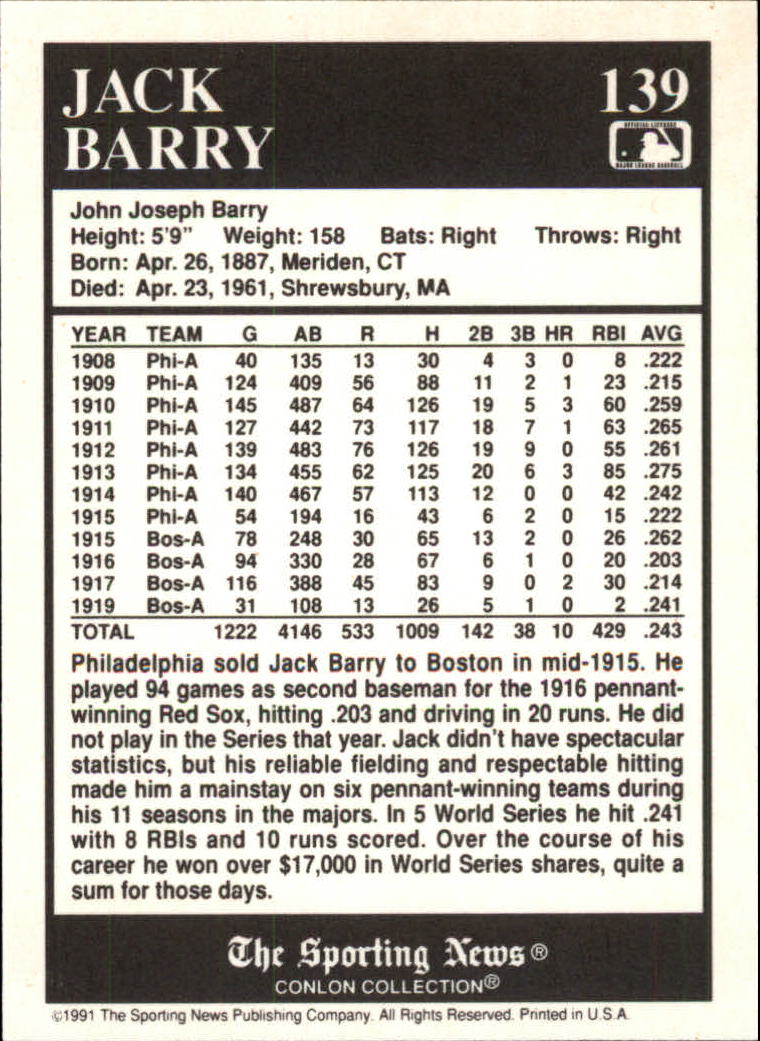 JACK
BARRY
139
OFFICIAL LICENSEE
MAJOR LEAGUE BASEBALL
John Joseph Barry
Height: 5'9" Weight: 158 Bats: Right Throws: Right
Born: Apr. 26, 1887, Meriden, CT
Died: Apr. 23, 1961, Shrewsbury, MA
YEAR TEAM G AB R H 2B 3B HR RBI AVG
1908 Phi-A 40 135 13 30 4 3 0 8 .222
1909 Phi-A 124 409 56 88 11 2 1 23 .215
1910 Phi-A 145 487 64 126 19 5 3 60 .259
1911 Phi-A 127 442 73 117 18 7 1 63 .265
1912 Phi-A 139 483 76 126 19 9 0 55 .261
1913 Phi-A 134 455 62 125 20 6 3 85 .275
1914 Phi-A 140 467 57 113 12 0 0 42 .242
1915 Phi-A 54 194 16 43 6 2 0 15 .222
1915 Bos-A 78 248 30 65 13 2 0 26 .262
1916 Bos-A 94 330 28 67 6 1 0 20 .203
1917 Bos-A 116 388 45 83 9 0 2 30 .214
1919 Bos-A 31 108 13 26 5 1 0 2 .241
TOTAL 1222 4146 533 1009 142 38 10 429 .243
Philadelphia sold Jack Barry to Boston in mid-1915. He
played 94 games as second baseman for the 1916 pennant-
winning Red Sox, hitting .203 and driving in 20 runs. He did
not play in the Series that year. Jack didn't have spectacular
statistics, but his reliable fielding and respectable hitting
made him a mainstay on six pennant-winning teams during
his 11 seasons in the majors. In 5 World Series he hit .241
with 8 RBIs and 10 runs scored. Over the course of his
career he won over $17,000 in World Series shares, quite a
sum for those days.
The Sporting News®
CONLON COLLECTION®
©1991 The Sporting News Publishing Company. All Rights Reserved. Printed in U.S.A.